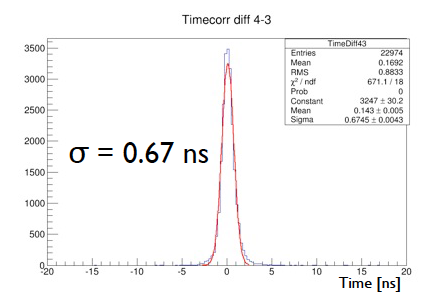 Timecorr diff 4-3
TimeDiff43
Entries 22974
Mean 0.1692
RMS 0.8833
χ² / ndf 671.1 / 18
Prob 0
Constant 3247 ± 30.2
Mean 0.143 ± 0.005
Sigma 0.6745 ± 0.0043
3500
3000
2500
2000
1500
1000
500
0
σ = 0.67 ns
-20 -15 -10 -5 0 5 10 15 20
Time [ns]